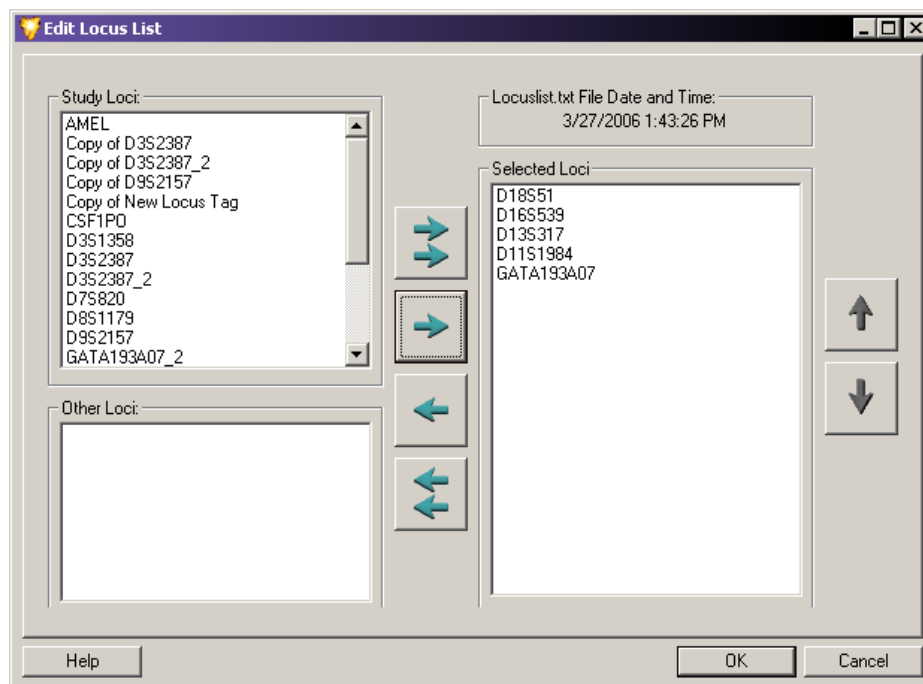 Edit Locus List
Study Loci:
AMEL
Copy of D3S2387
Copy of D3S2387_2
Copy of D9S2157
Copy of New Locus Tag
CSF1PO
D3S1358
D3S2387
D3S2387_2
D7S820
D8S1179
D9S2157
GATA193A07_2
Other Loci:
Locuslist.txt File Date and Time:
3/27/2006 1:43:26 PM
Selected Loci
D18S51
D16S539
D13S317
D11S1984
GATA193A07
Help
OK
Cancel